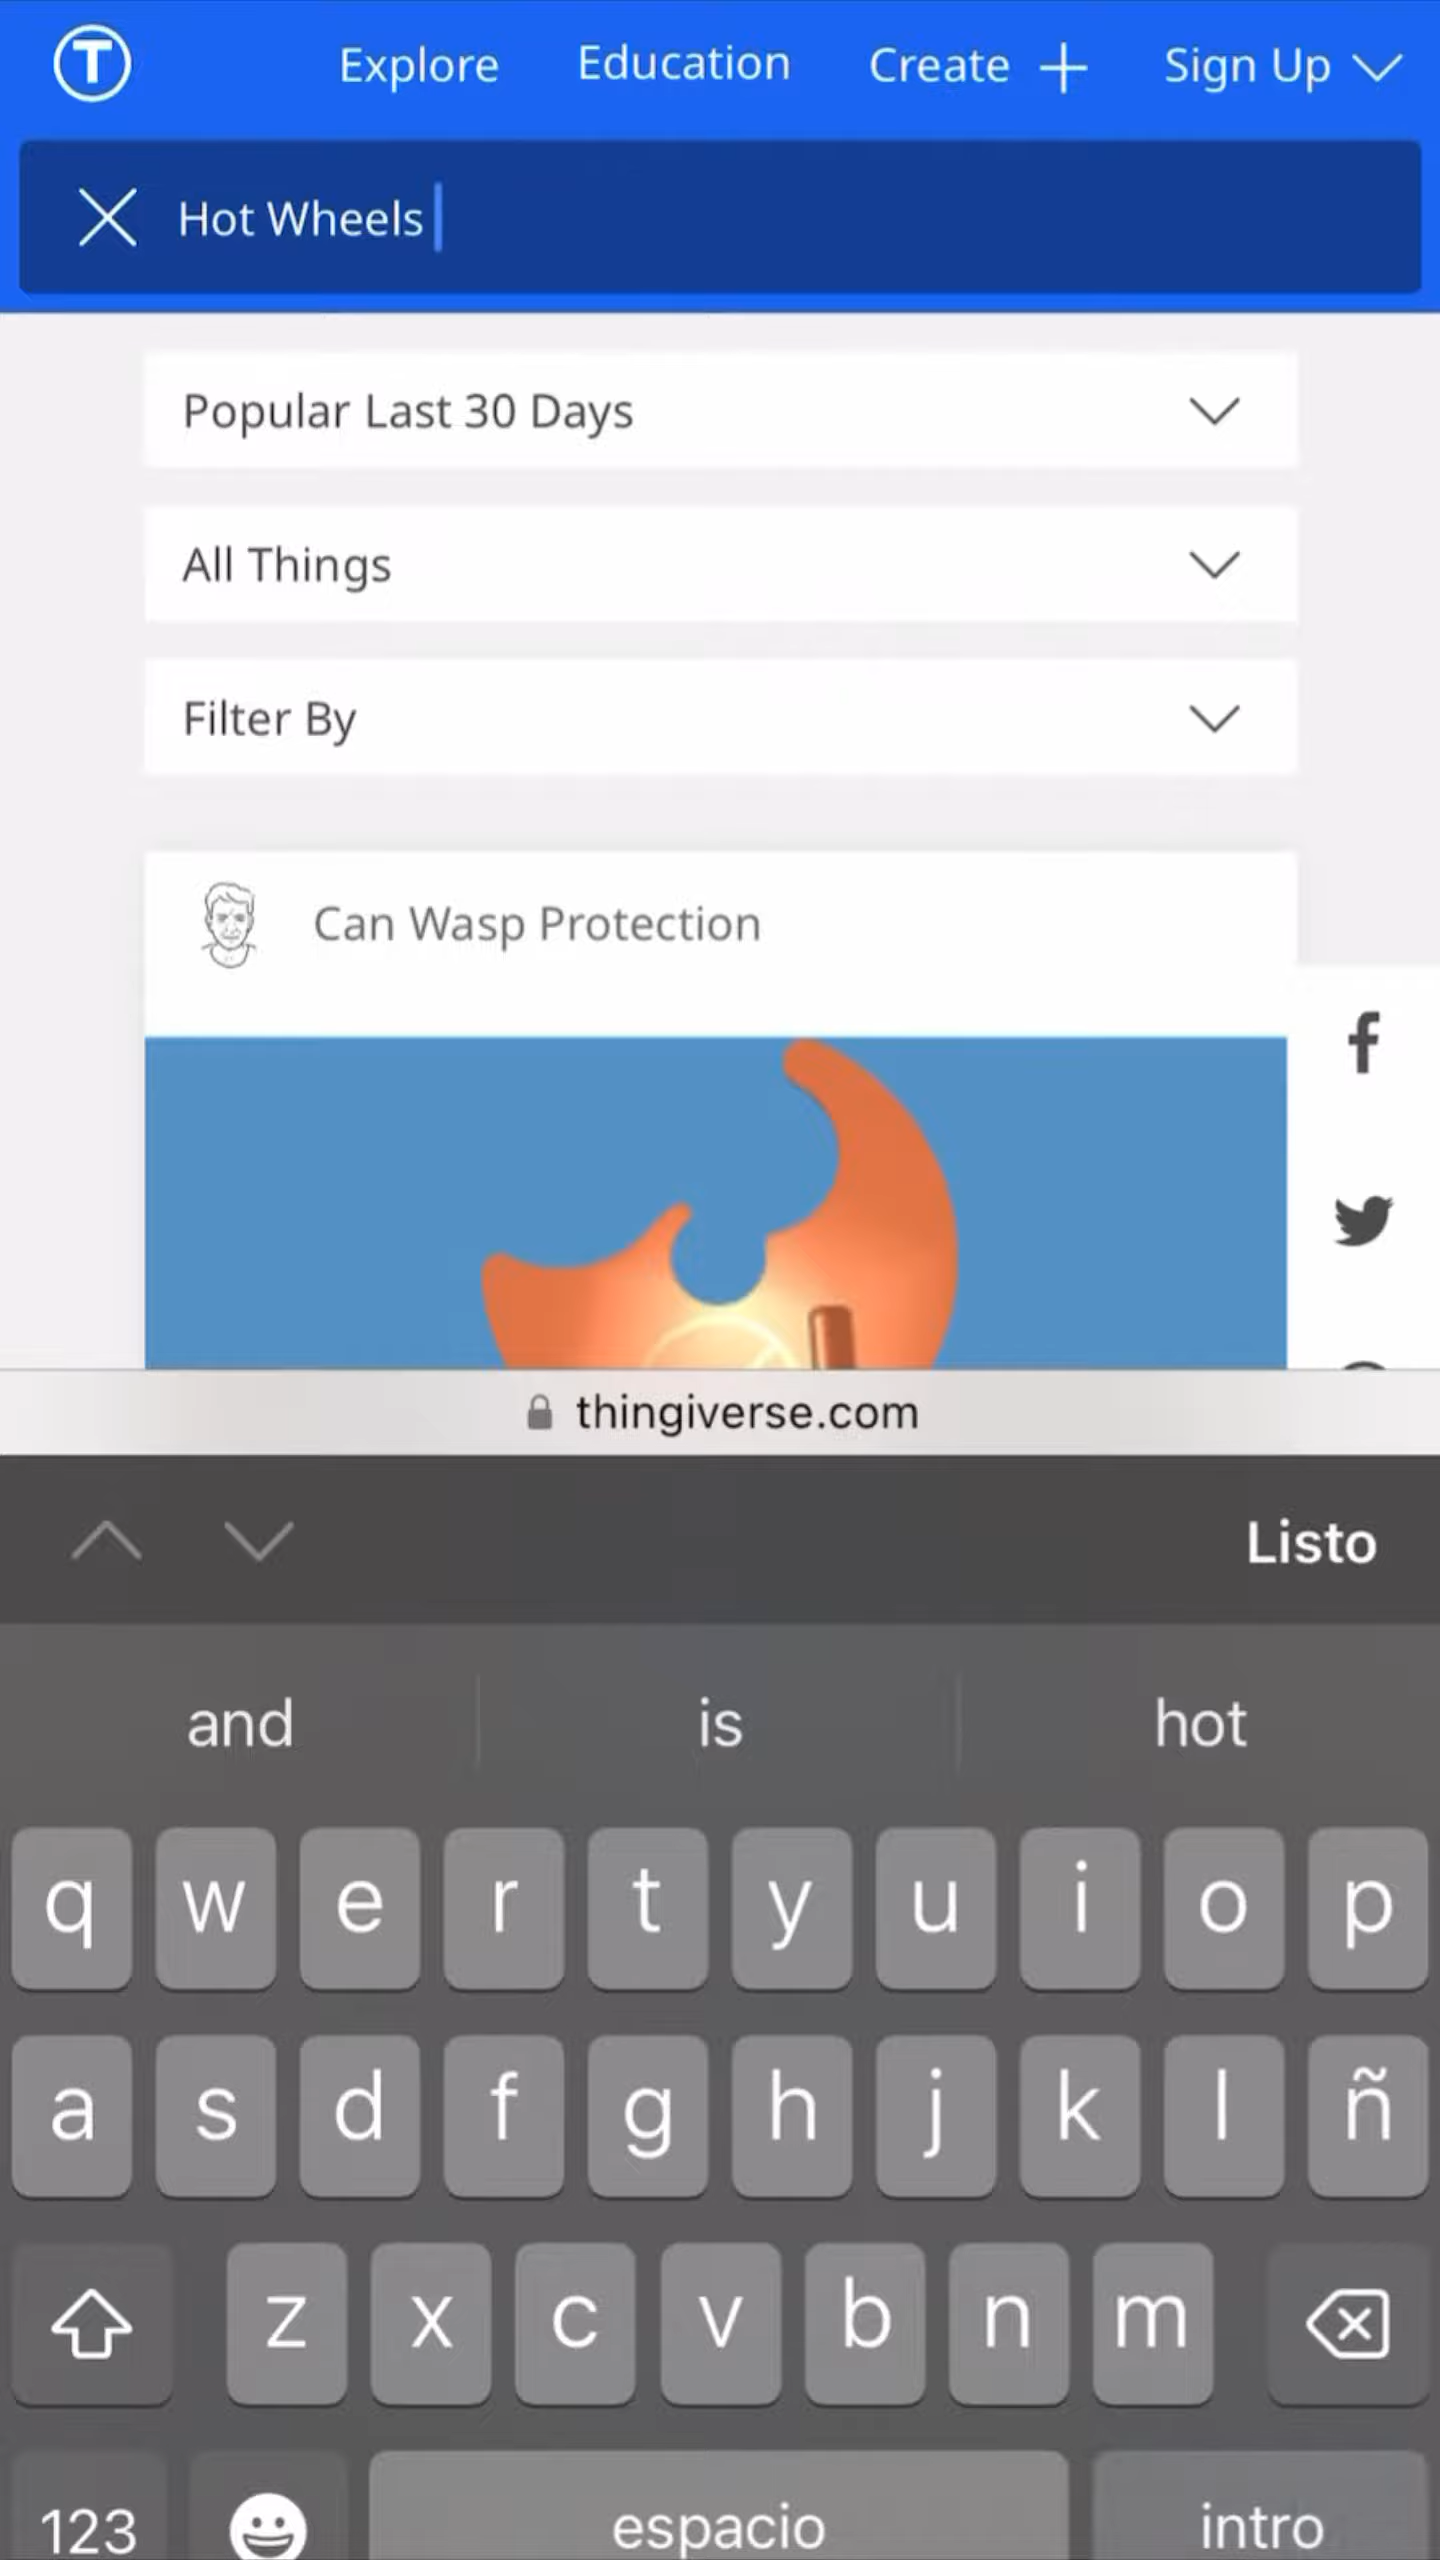 T
Explore Education Create Sign Up
Hot Wheels
Popular Last 30 Days
All Things
Filter By
Can Wasp Protection
thingiverse.com
Listo
and is hot
q w e r t y u i o p
a s d f g h j k l ñ
z x c v b n m
123 espacio intro